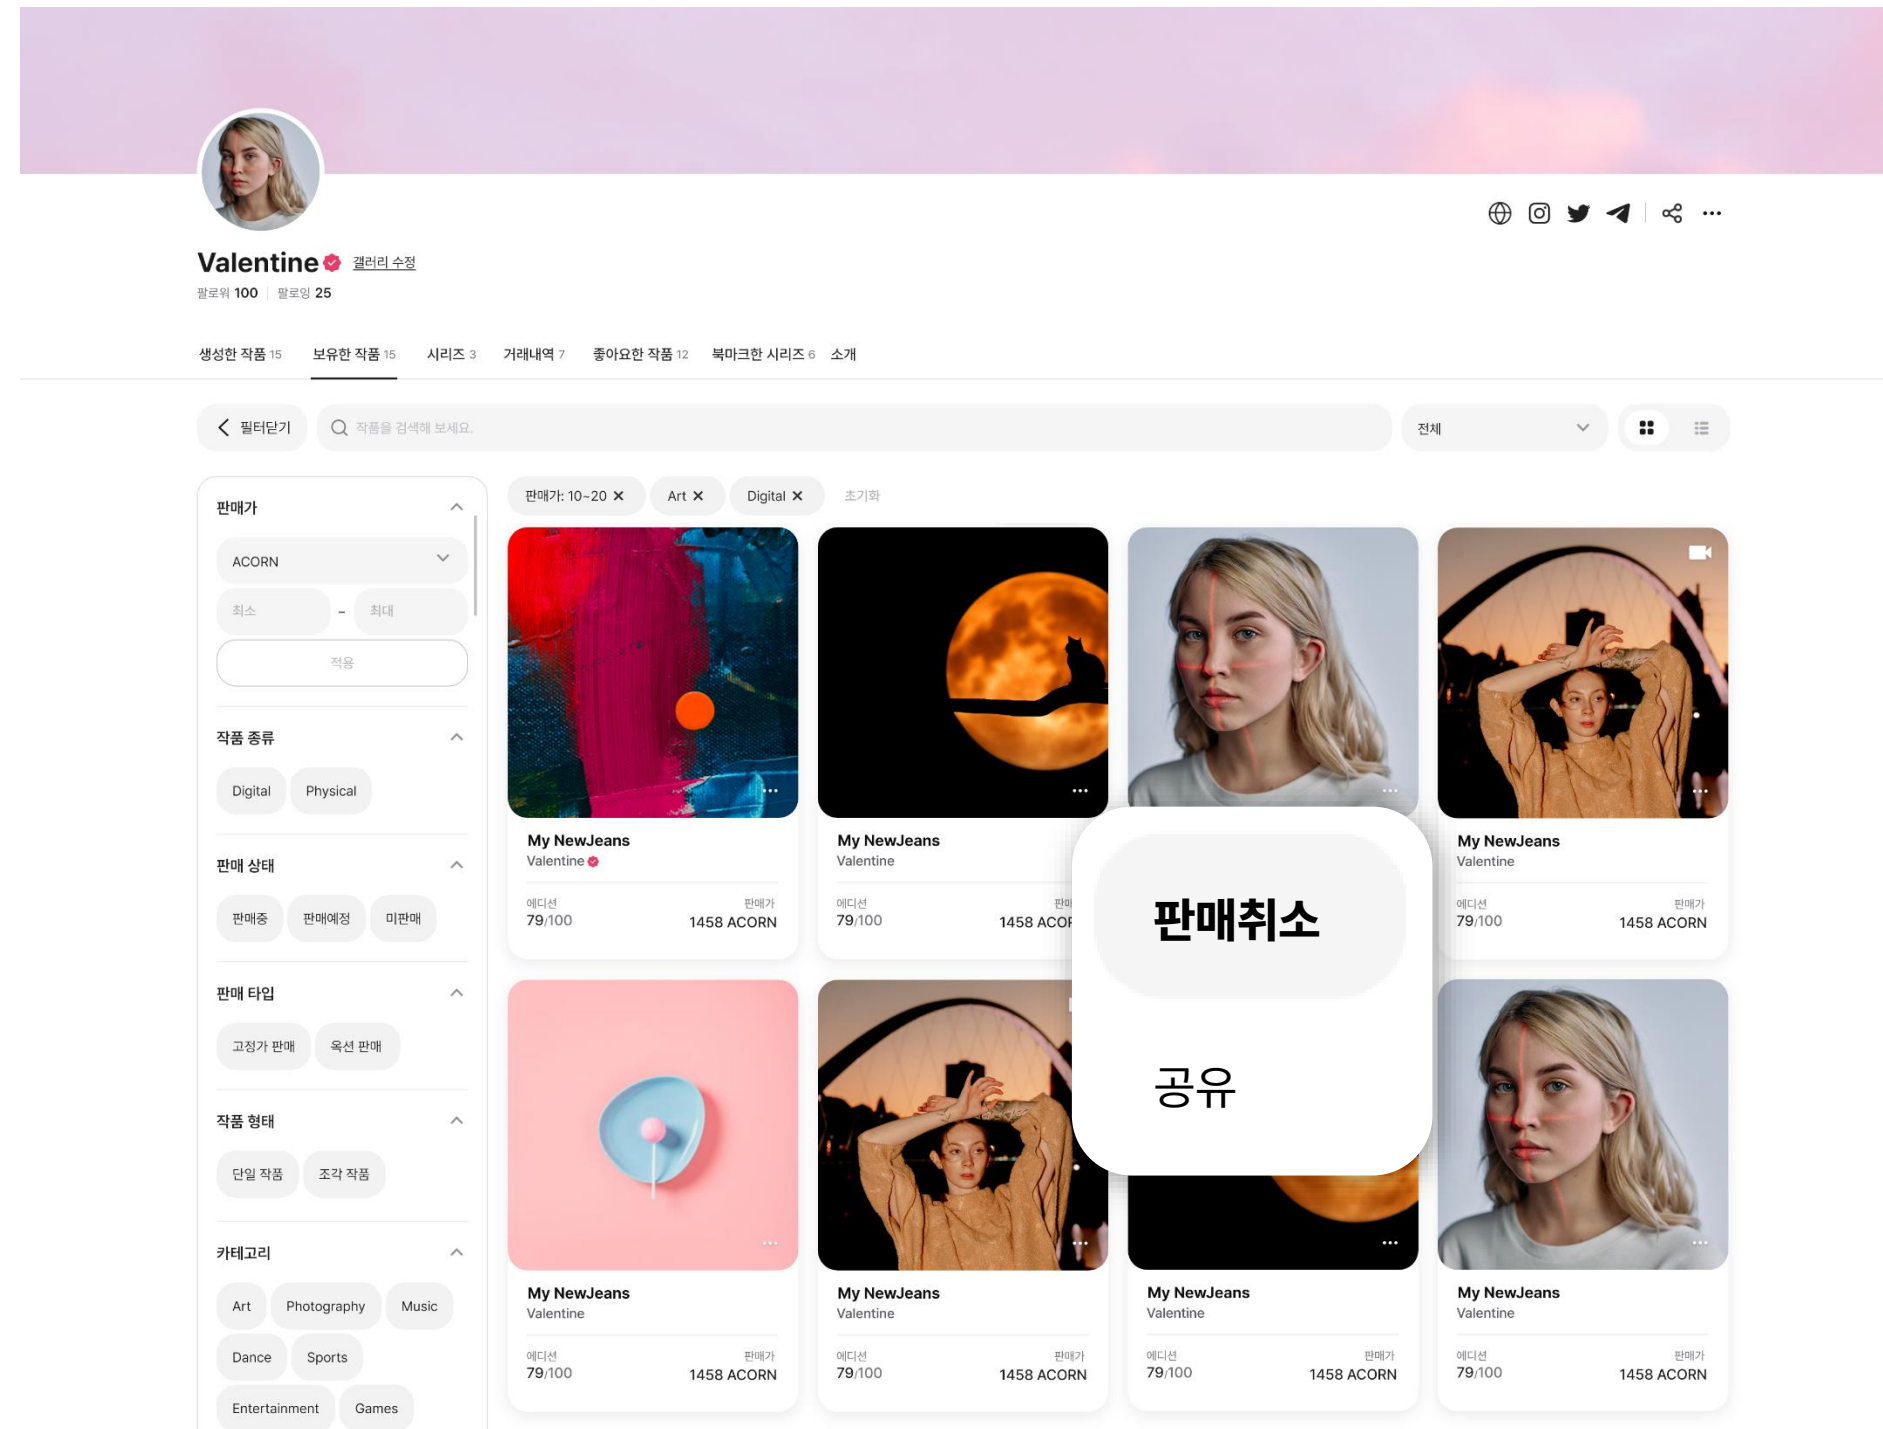 Valentine 갤러리 수정
팔로워 100 팔로잉 25
생성한 작품 15 보유한 작품 15 시리즈 3 거래내역 7 좋아요한 작품 12 북마크한 시리즈 6 소개
필터닫기 작품을 검색해 보세요. 전체
판매가
ACORN
최소 - 최대
적용
작품 종류
Digital Physical
판매 상태
판매중 판매예정 미판매
판매 타입
고정가 판매 옥션 판매
작품 형태
단일 작품 조각 작품
카테고리
Art Photography Music
Dance Sports
Entertainment Games
판매가: 10~20 Art Digital 초기화
My NewJeans
Valentine
에디션 판매가
79/100 1458 ACORN
My NewJeans
Valentine
에디션
79/100 1458
판매취소
공유
My NewJeans
Valentine
에디션 판매가
79/100 1458 ACORN
My NewJeans
Valentine
에디션 판매가
79/100 1458 ACORN
My NewJeans
Valentine
에디션 판매가
79/100 1458 ACORN
My NewJeans
Valentine
에디션 판매가
79/100 1458 ACORN
My NewJeans
Valentine
에디션 판매가
79/100 1458 ACORN